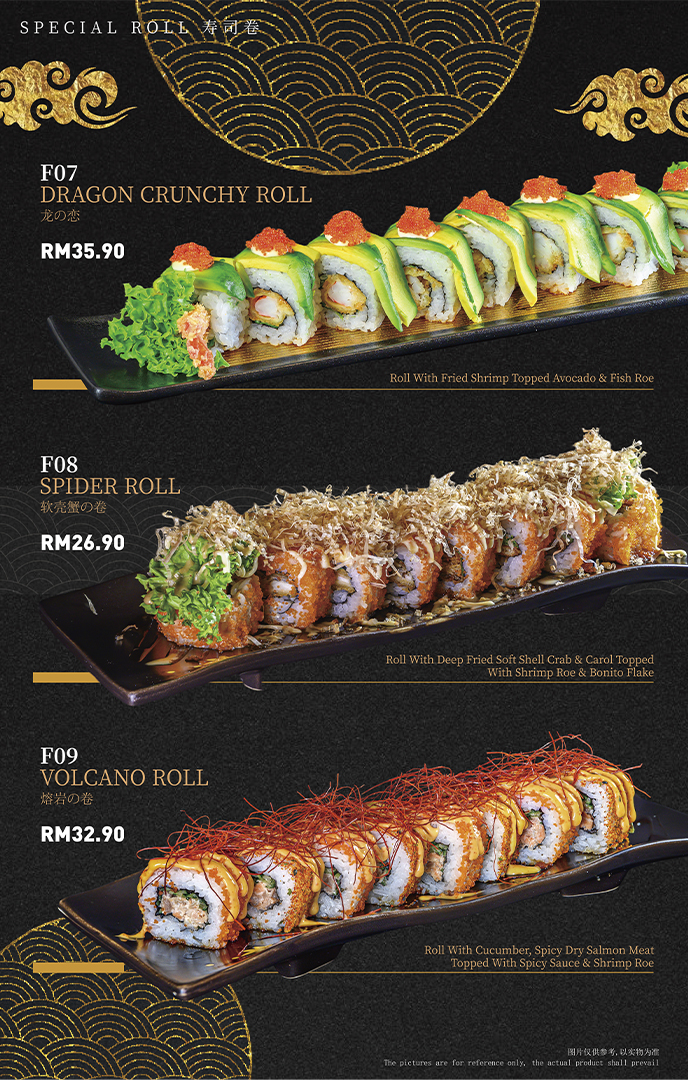 SPECIAL ROLL 寿司卷
F07
DRAGON CRUNCHY ROLL
龙の恋
RM35.90
Roll With Fried Shrimp Topped Avocado & Fish Roe
F08
SPIDER ROLL
软壳蟹の卷
RM26.90
Roll With Deep Fried Soft Shell Crab & Carol Topped
With Shrimp Roe & Bonito Flake
F09
VOLCANO ROLL
熔岩の卷
RM32.90
Roll With Cucumber, Spicy Dry Salmon Meat
Topped With Spicy Sauce & Shrimp Roe
图片仅供参考,以实物为准
The pictures are for reference only, the actual product shall prevail